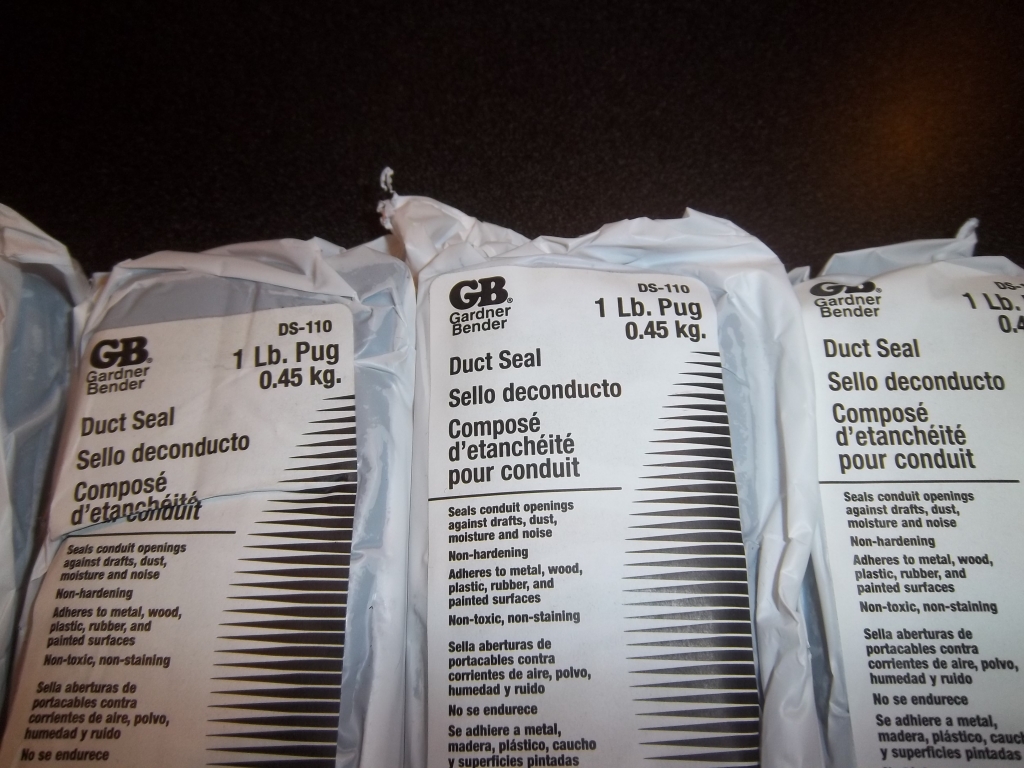 GB
Gardner
Bender
DS-110
1 Lb. Pug
0.45 kg.
Duct Seal
Sello deconducto
Composé
d'etanchéité
conduit
Seals conduit openings
against drafts, dust,
moisture and noise
Non-hardening
Adheres to metal, wood,
plastic, rubber, and
painted surfaces
Non-toxic, non-staining
Sella aberturas de
portacables contra
corrientes de aire, polvo,
humedad y ruido
No se endurece
GB
Gardner
Bender
DS-110
1 Lb. Pug
0.45 kg.
Duct Seal
Sello deconducto
Composé
d'etanchéité
pour conduit
Seals conduit openings
against drafts, dust,
moisture and noise
Non-hardening
Adheres to metal, wood,
plastic, rubber, and
painted surfaces
Non-toxic, non-staining
Sella aberturas de
portacables contra
corrientes de aire, polvo,
humedad y ruido
No se endurece
Se adhiere a metal,
madera, plástico, caucho
y superficies pintadas
GB
Gardner
Bender
1 Lb.
Duct Seal
Sello deconducto
Composé
d'etanchéité
pour conduit
Seals conduit openings
against drafts, dust,
moisture and noise
Non-hardening
Adheres to metal, wood,
plastic, rubber, and
painted surfaces
Non-toxic, non-staining
Sella aberturas de
portacables contra
corrientes de aire, polvo,
humedad y ruido
No se endurece
Se adhiere a metal,
madera, plástico,
y superficies pintadas